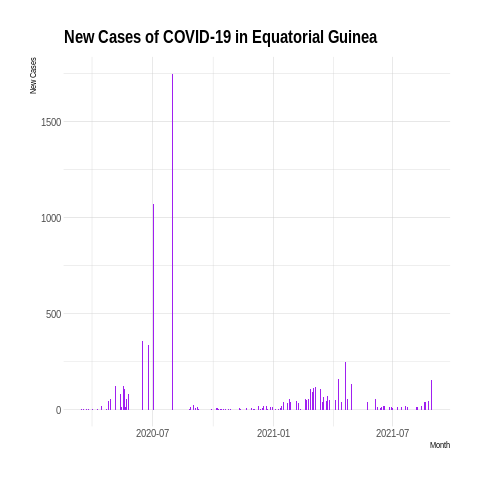 New Cases of COVID-19 in Equatorial Guinea
New Cases
1500
1000
500
0
2020-07 2021-01 2021-07
Month